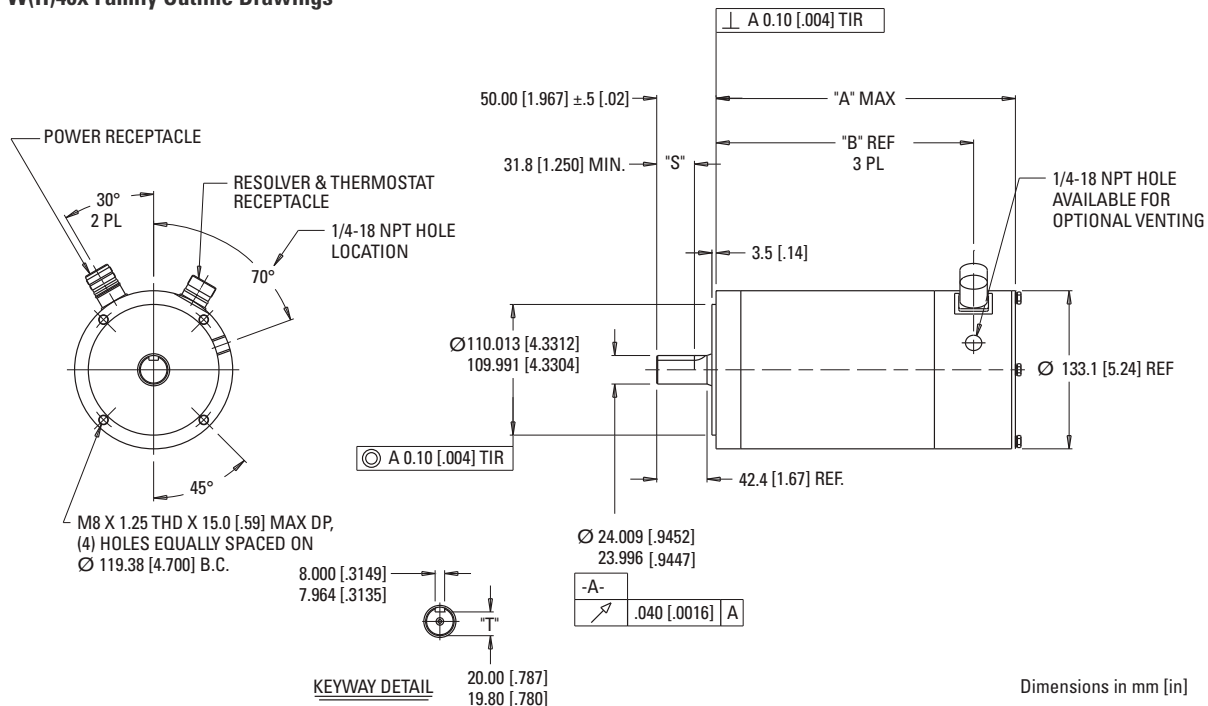 ⊥ A 0.10 [.004] TIR
50.00 [1.967] ±.5 [.02]
"A" MAX
"B" REF
3 PL
31.8 [1.250] MIN.
"S"
1/4-18 NPT HOLE
AVAILABLE FOR
OPTIONAL VENTING
POWER RECEPTACLE
RESOLVER & THERMOSTAT
RECEPTACLE
30°
2 PL
1/4-18 NPT HOLE
LOCATION
70°
3.5 [.14]
Ø110.013 [4.3312]
109.991 [4.3304]
Ø 133.1 [5.24] REF
◎ A 0.10 [.004] TIR
42.4 [1.67] REF.
45°
M8 X 1.25 THD X 15.0 [.59] MAX DP,
(4) HOLES EQUALLY SPACED ON
Ø 119.38 [4.700] B.C.
Ø 24.009 [.9452]
23.996 [.9447]
-A-
↗ .040 [.0016] A
8.000 [.3149]
7.964 [.3135]
"T"
20.00 [.787]
19.80 [.780]
KEYWAY DETAIL
Dimensions in mm [in]